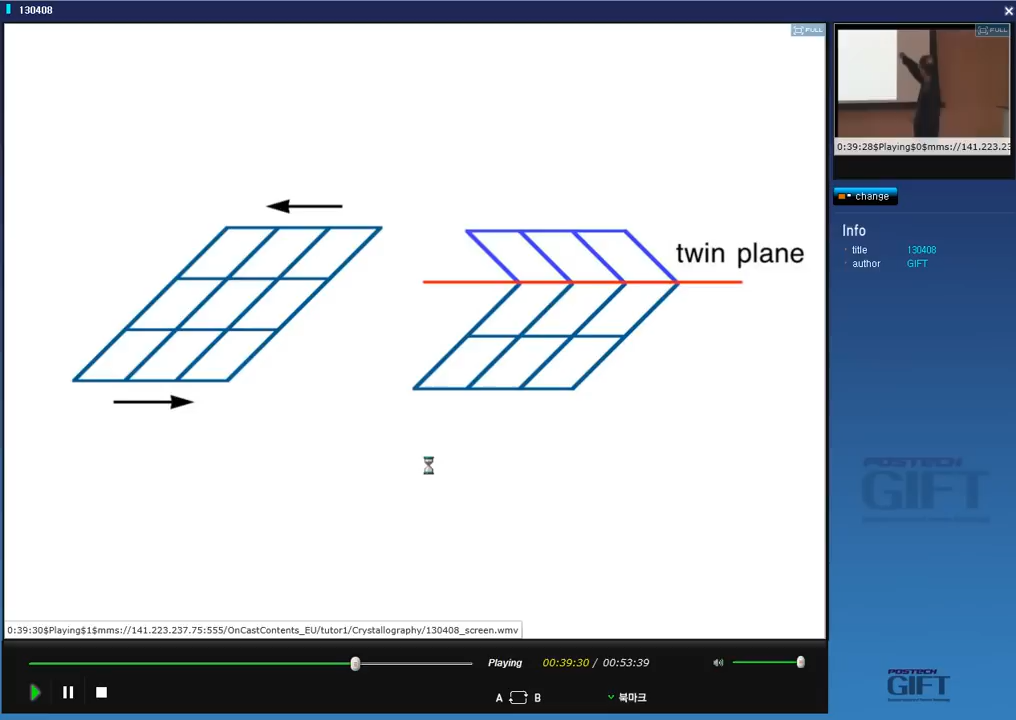 130408
FULL
FULL
twin plane
0:39:28$Playing$0$mms://141.223.23
change
Info
title 130408
author GIFT
POSTECH
GIFT
0:39:30$Playing$1$mms://141.223.237.75:555/OnCastContents_EU/tutor1/Crystallography/130408_screen.wmv
Playing 00:39:30 / 00:53:39
A B 북마크
POSTECH
GIFT